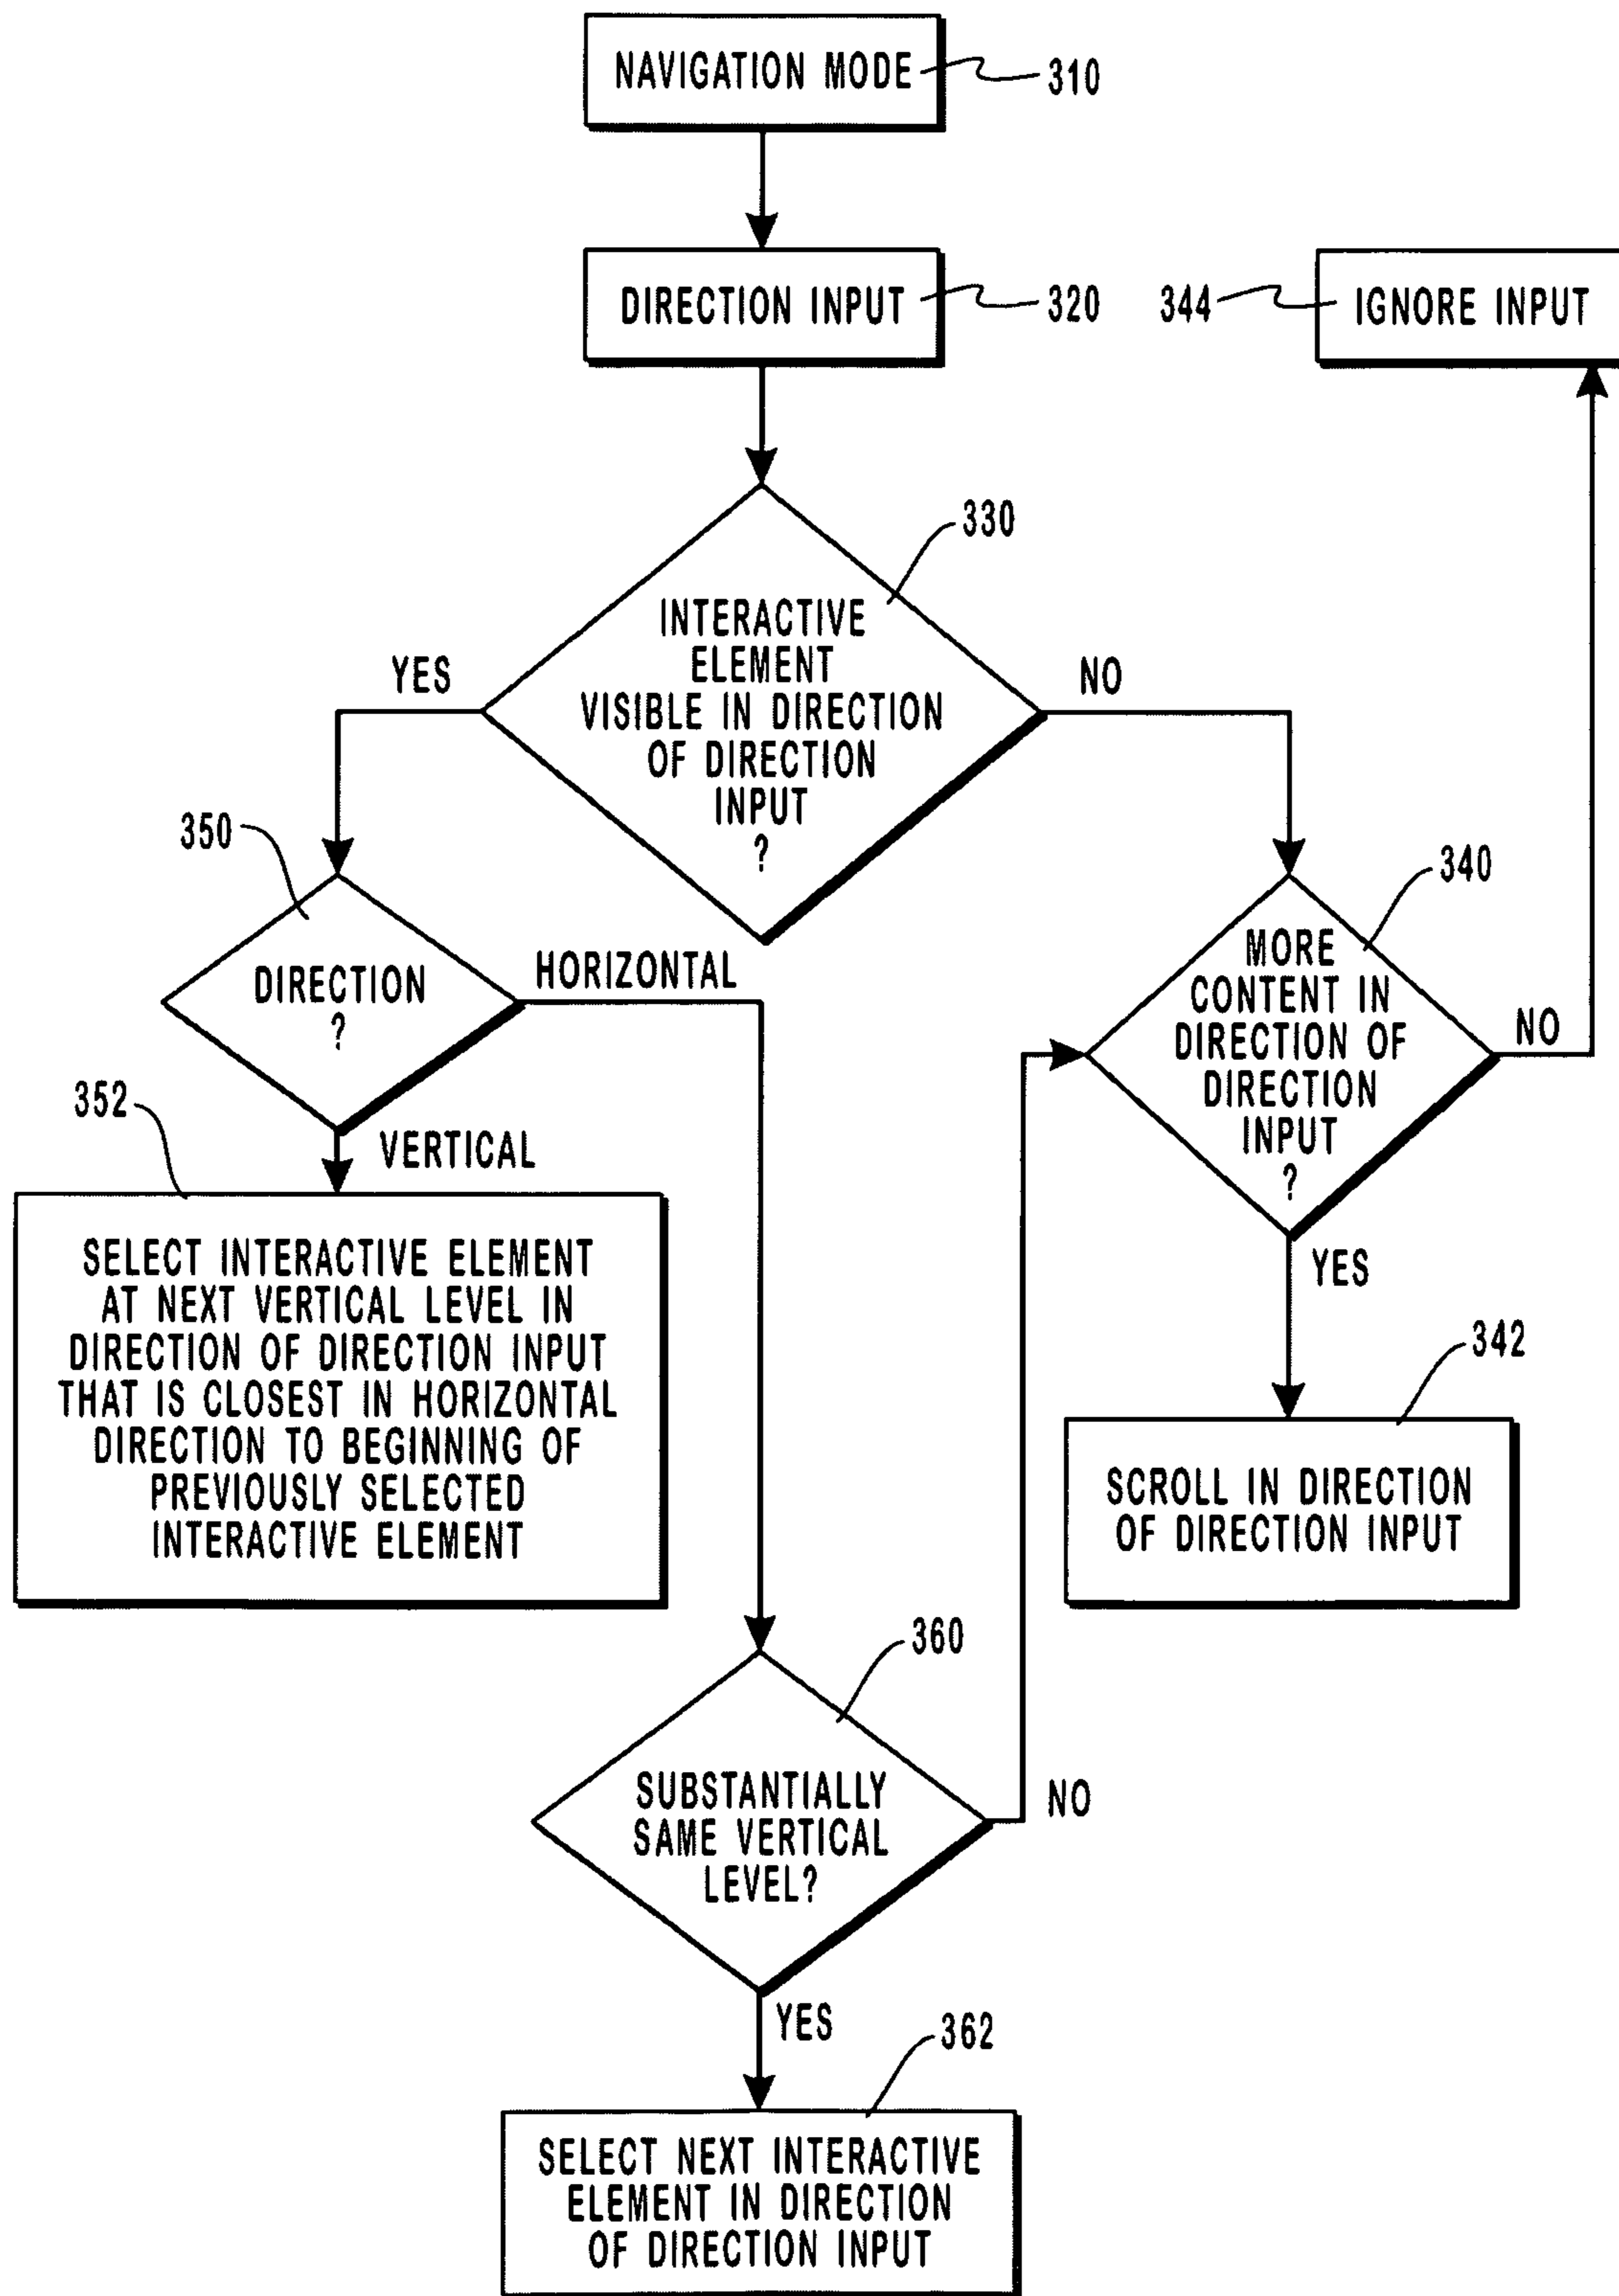 NAVIGATION MODE
310
DIRECTION INPUT
320
344
IGNORE INPUT
330
INTERACTIVE
ELEMENT
VISIBLE IN DIRECTION
OF DIRECTION
INPUT
?
YES
NO
350
DIRECTION
?
HORIZONTAL
VERTICAL
340
MORE
CONTENT IN
DIRECTION OF
DIRECTION
INPUT
?
NO
YES
352
SELECT INTERACTIVE ELEMENT
AT NEXT VERTICAL LEVEL IN
DIRECTION OF DIRECTION INPUT
THAT IS CLOSEST IN HORIZONTAL
DIRECTION TO BEGINNING OF
PREVIOUSLY SELECTED
INTERACTIVE ELEMENT
342
SCROLL IN DIRECTION
OF DIRECTION INPUT
360
SUBSTANTIALLY
SAME VERTICAL
LEVEL?
NO
YES
362
SELECT NEXT INTERACTIVE
ELEMENT IN DIRECTION
OF DIRECTION INPUT